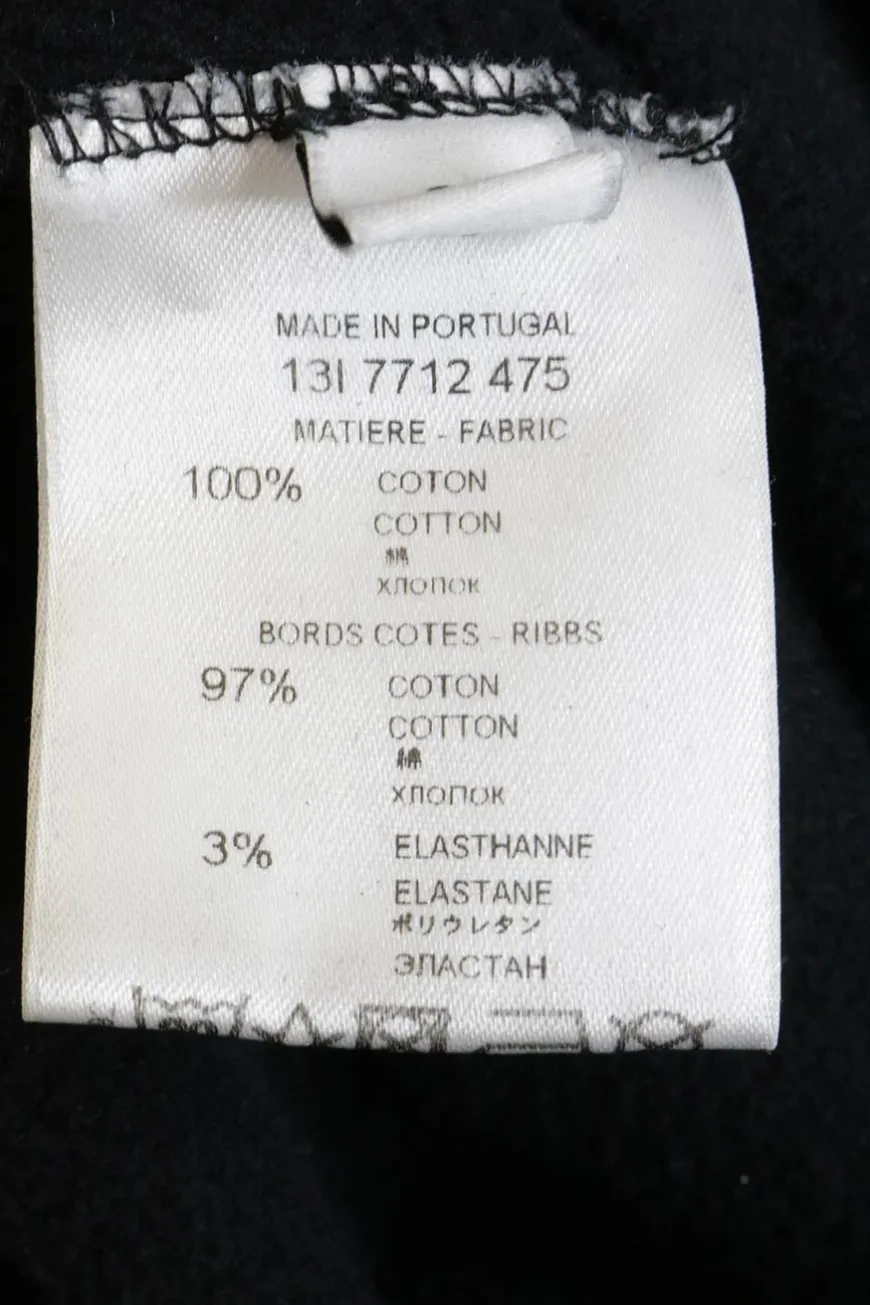 MADE IN PORTUGAL
13I 7712 475
MATIERE - FABRIC
100% COTON
COTTON
綿
ХЛОПОК
BORDS COTES - RIBBS
97% COTON
COTTON
綿
ХЛОПОК
3% ELASTHANNE
ELASTANE
ポリウレタン
ЭЛАСТАН